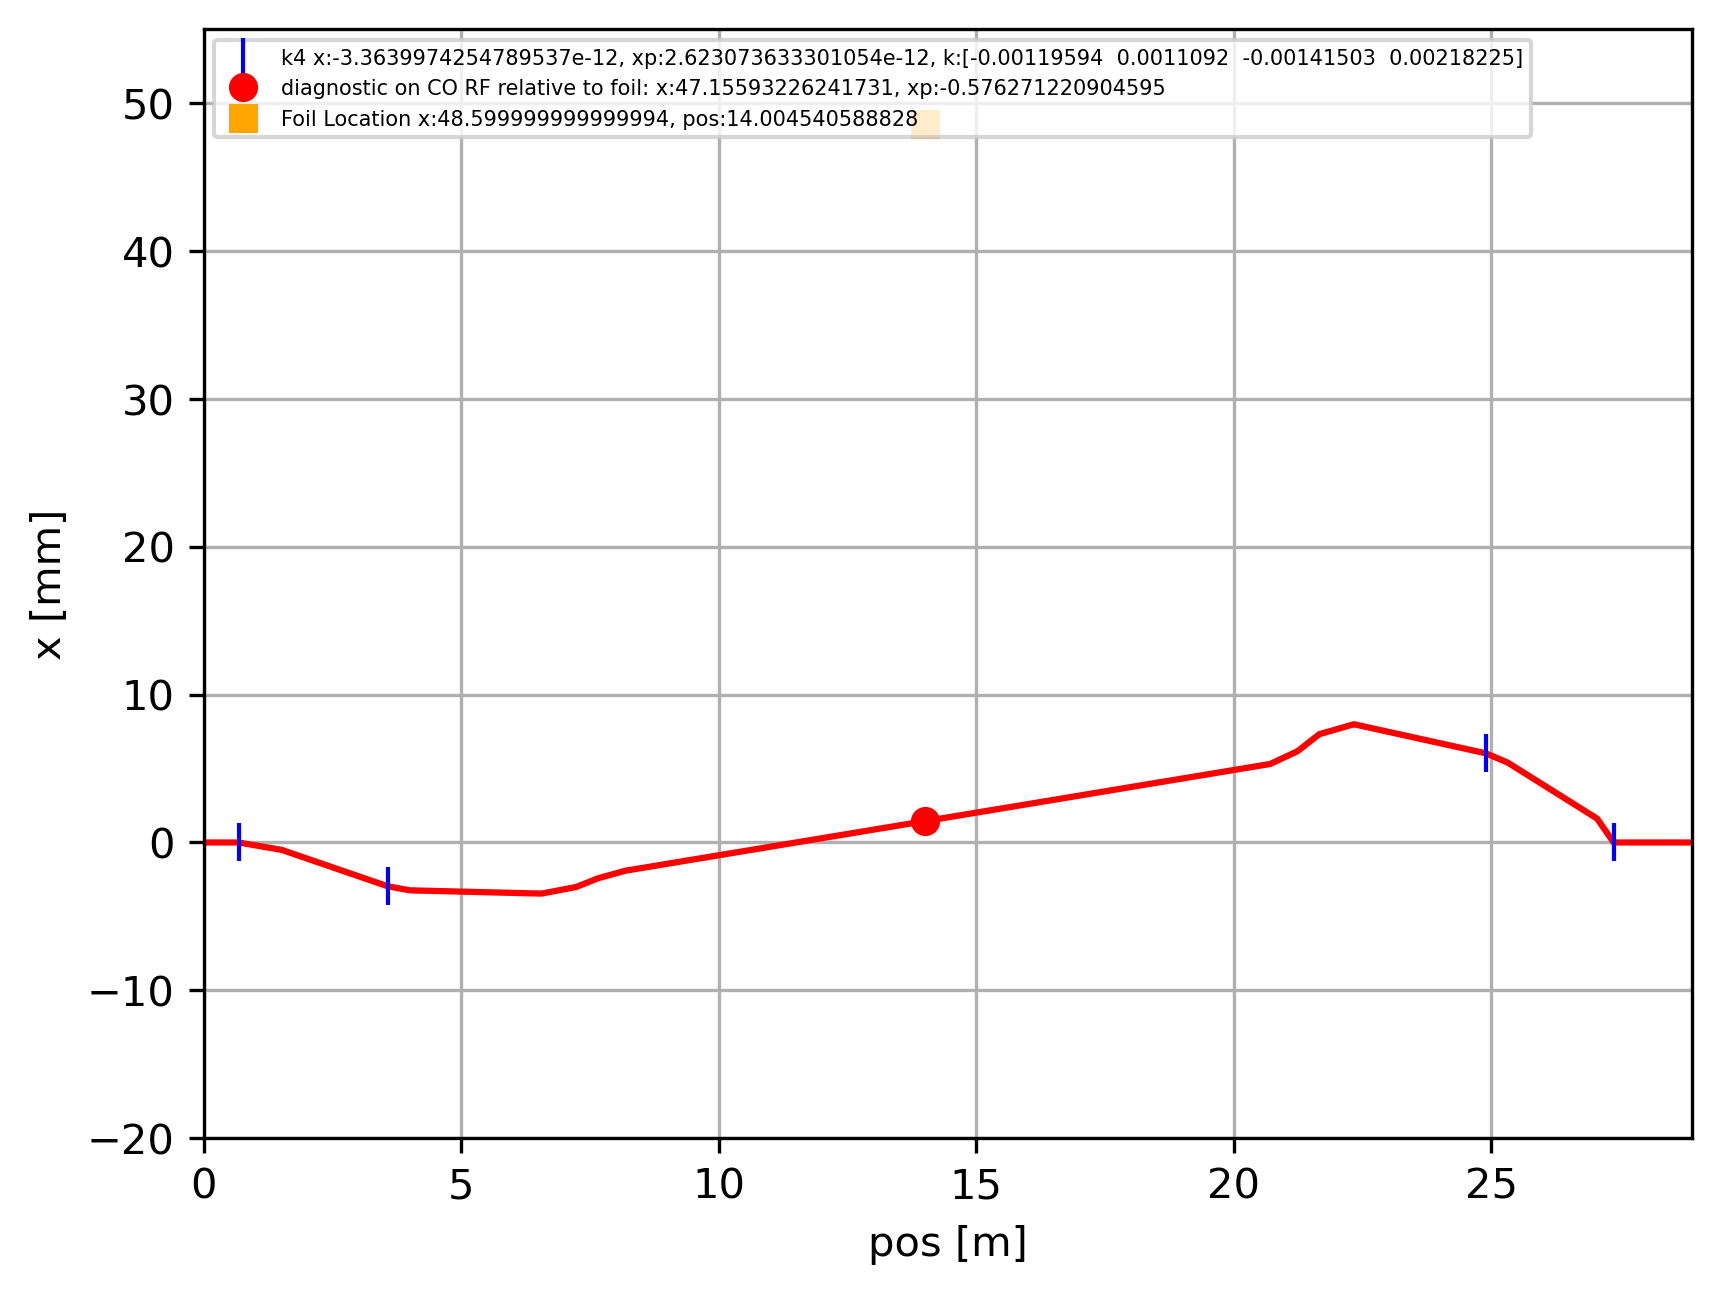 k4 x:-3.3639974254789537e-12, xp:2.623073633301054e-12, k:[-0.00119594 0.0011092 -0.00141503 0.00218225]
diagnostic on CO RF relative to foil: x:47.15593226241731, xp:-0.576271220904595
Foil Location x:48.599999999999994, pos:14.004540588828
50
40
30
20
10
0
−10
−20
x [mm]
0 5 10 15 20 25
pos [m]